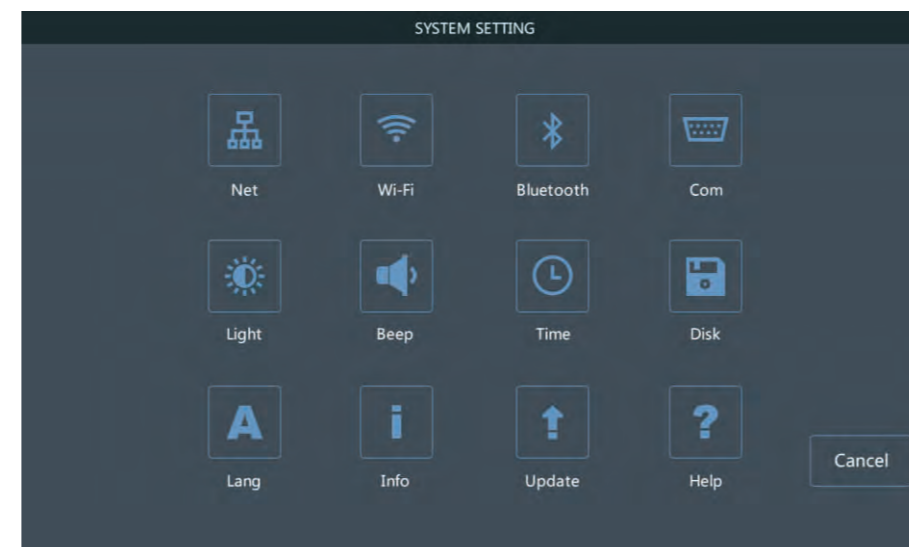 SYSTEM SETTING
Net Wi-Fi Bluetooth Com
Light Beep Time Disk
Lang Info Update Help
Cancel